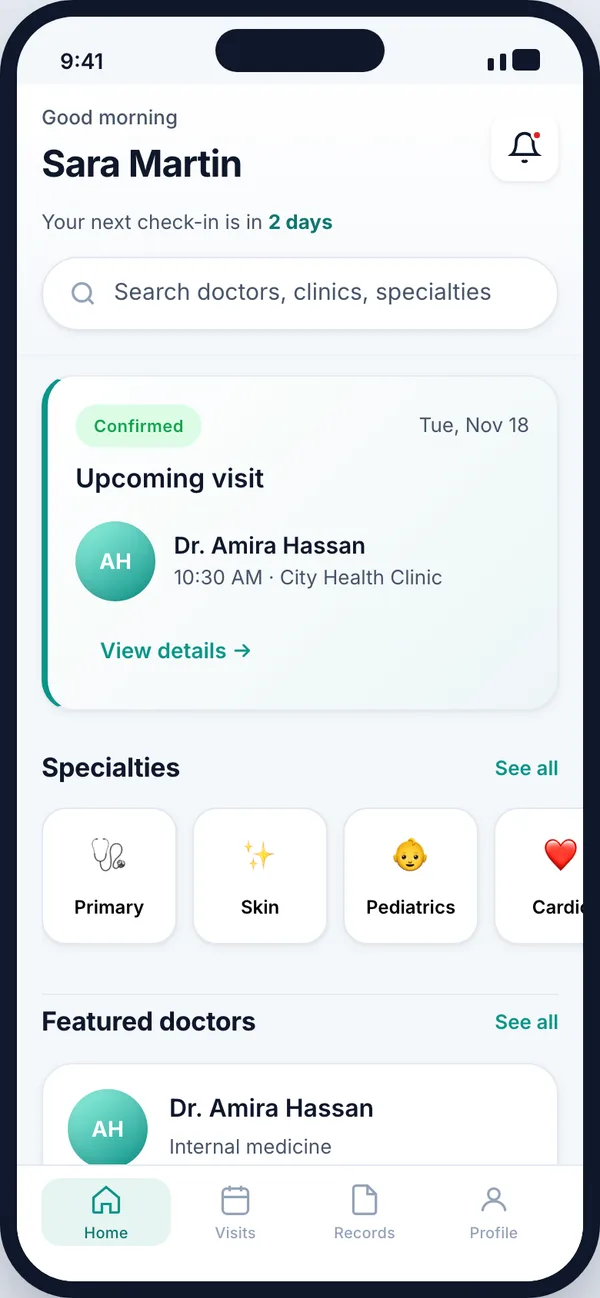 9:41
Good morning
Sara Martin
Your next check-in is in 2 days
Search doctors, clinics, specialties
Confirmed
Tue, Nov 18
Upcoming visit
AH
Dr. Amira Hassan
10:30 AM · City Health Clinic
View details →
Specialties
See all
Primary
Skin
Pediatrics
Cardi
Featured doctors
See all
AH
Dr. Amira Hassan
Internal medicine
Home
Visits
Records
Profile